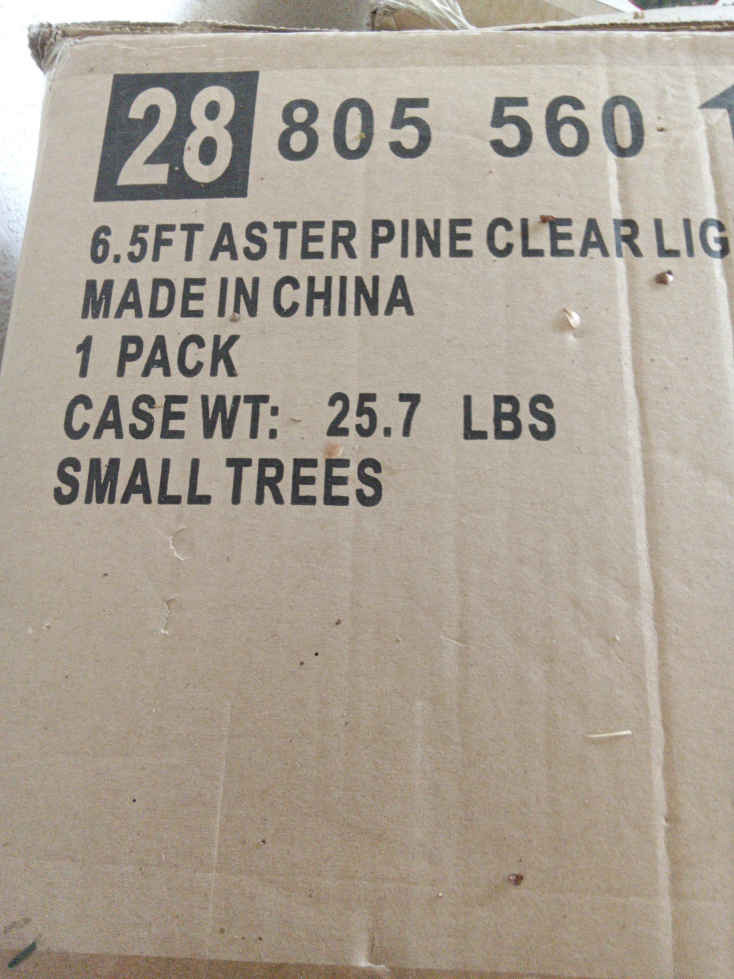 28 805 560
6.5FT ASTER PINE CLEAR LIG
MADE IN CHINA
1 PACK
CASE WT: 25.7 LBS
SMALL TREES